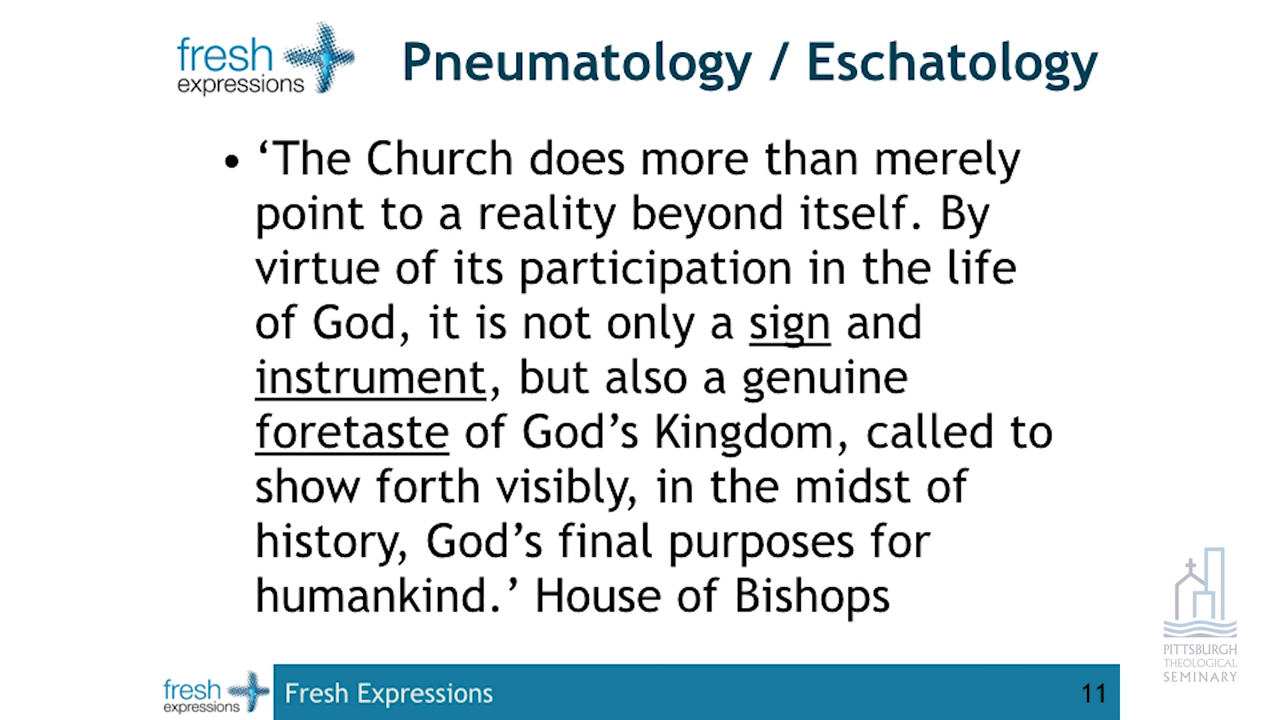 fresh
expressions
Pneumatology / Eschatology
• ‘The Church does more than merely
point to a reality beyond itself. By
virtue of its participation in the life
of God, it is not only a sign and
instrument, but also a genuine
foretaste of God’s Kingdom, called to
show forth visibly, in the midst of
history, God’s final purposes for
humankind.’ House of Bishops
PITTSBURGH
THEOLOGICAL
SEMINARY
fresh
expressions
Fresh Expressions
11